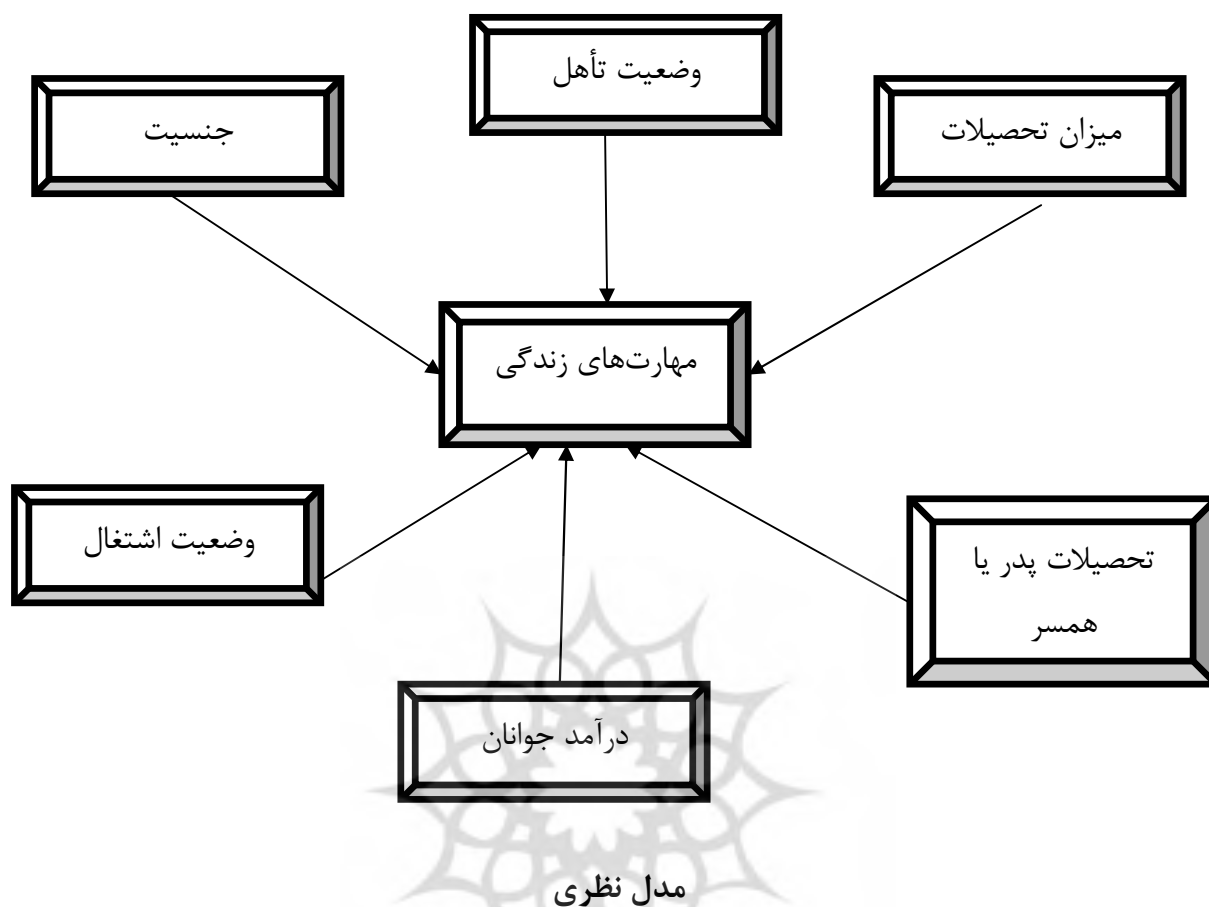 وضعیت تأهل
میزان تحصیلات
جنسیت
مهارت‌های زندگی
تحصیلات پدر یا
همسر
وضعیت اشتغال
درآمد جوانان
مدل نظری